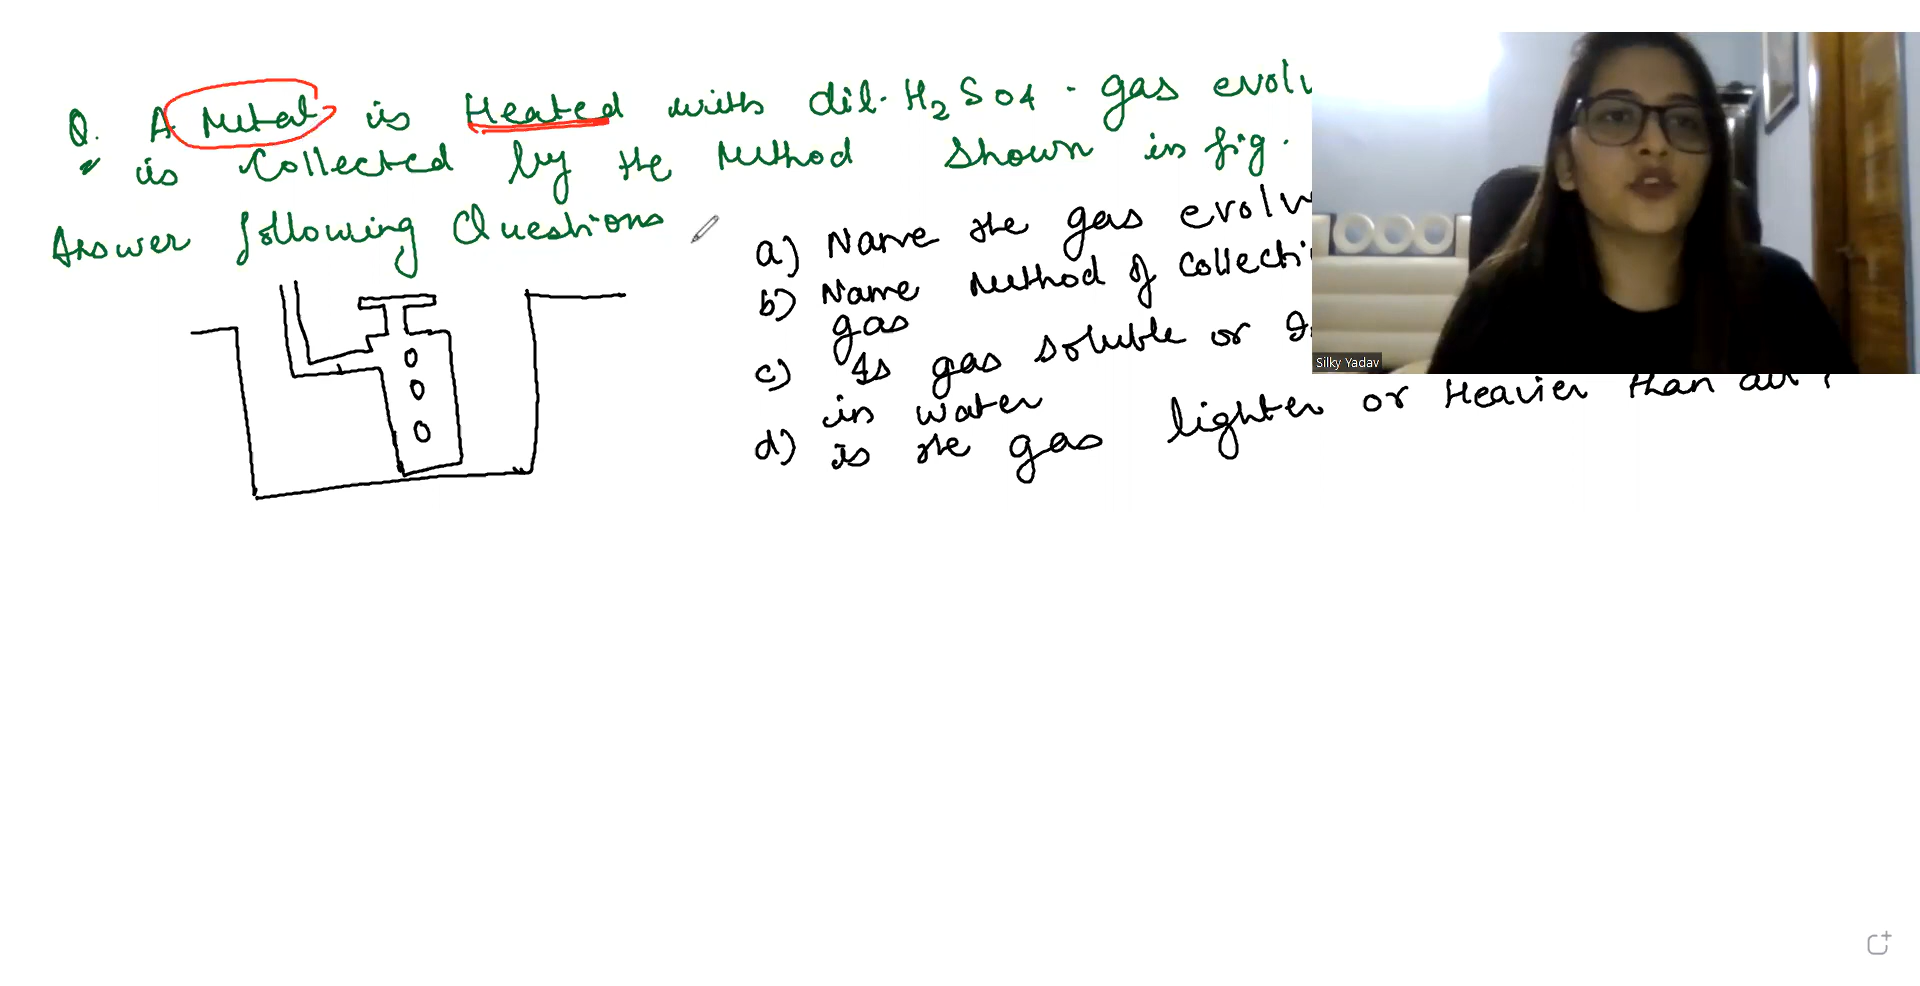 Q. A Metal is Heated with dil. H2SO4. gas evolv
is Collected by the Method Shown in fig.
Answer following Questions
a) Name the gas evolv
b) Name Method of Collecti
gas
c) Is gas soluble or
in water
d) is the gas lighter or Heavier than air?
Silky Yadav